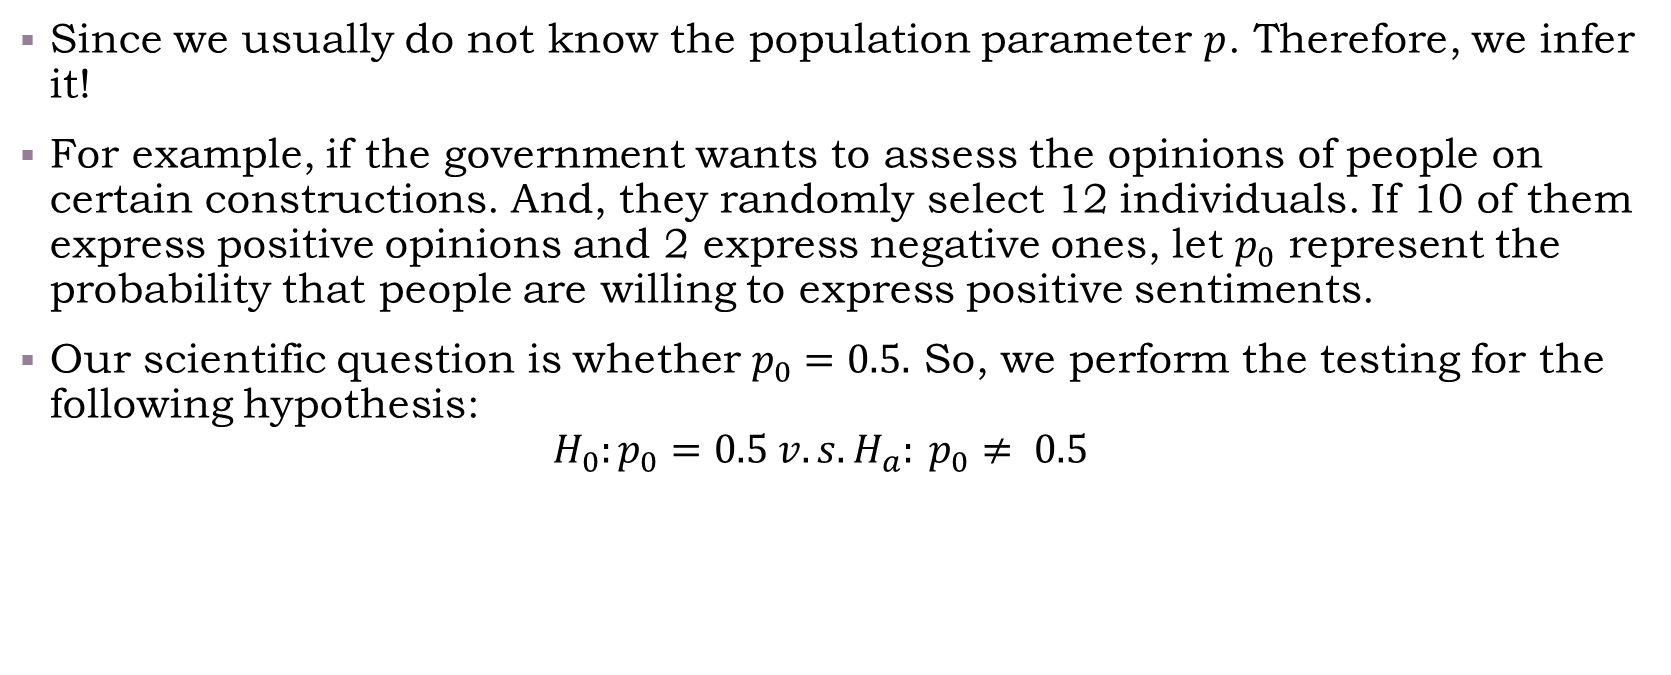 ▪ Since we usually do not know the population parameter p. Therefore, we infer
it!
▪ For example, if the government wants to assess the opinions of people on
certain constructions. And, they randomly select 12 individuals. If 10 of them
express positive opinions and 2 express negative ones, let p₀ represent the
probability that people are willing to express positive sentiments.
▪ Our scientific question is whether p₀ = 0.5. So, we perform the testing for the
following hypothesis:
H₀: p₀ = 0.5 v.s. Hₐ: p₀ ≠ 0.5